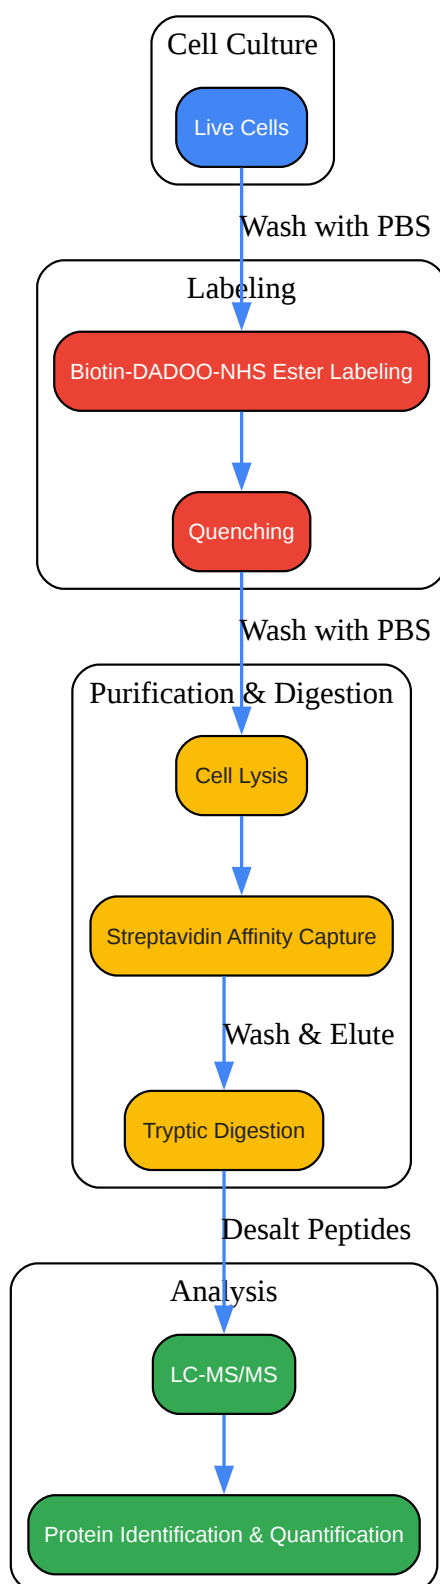 Cell Culture
Live Cells
Wash with PBS
Labeling
Biotin-DADOO-NHS Ester Labeling
Quenching
Wash with PBS
Purification & Digestion
Cell Lysis
Streptavidin Affinity Capture
Wash & Elute
Tryptic Digestion
Desalt Peptides
Analysis
LC-MS/MS
Protein Identification & Quantification